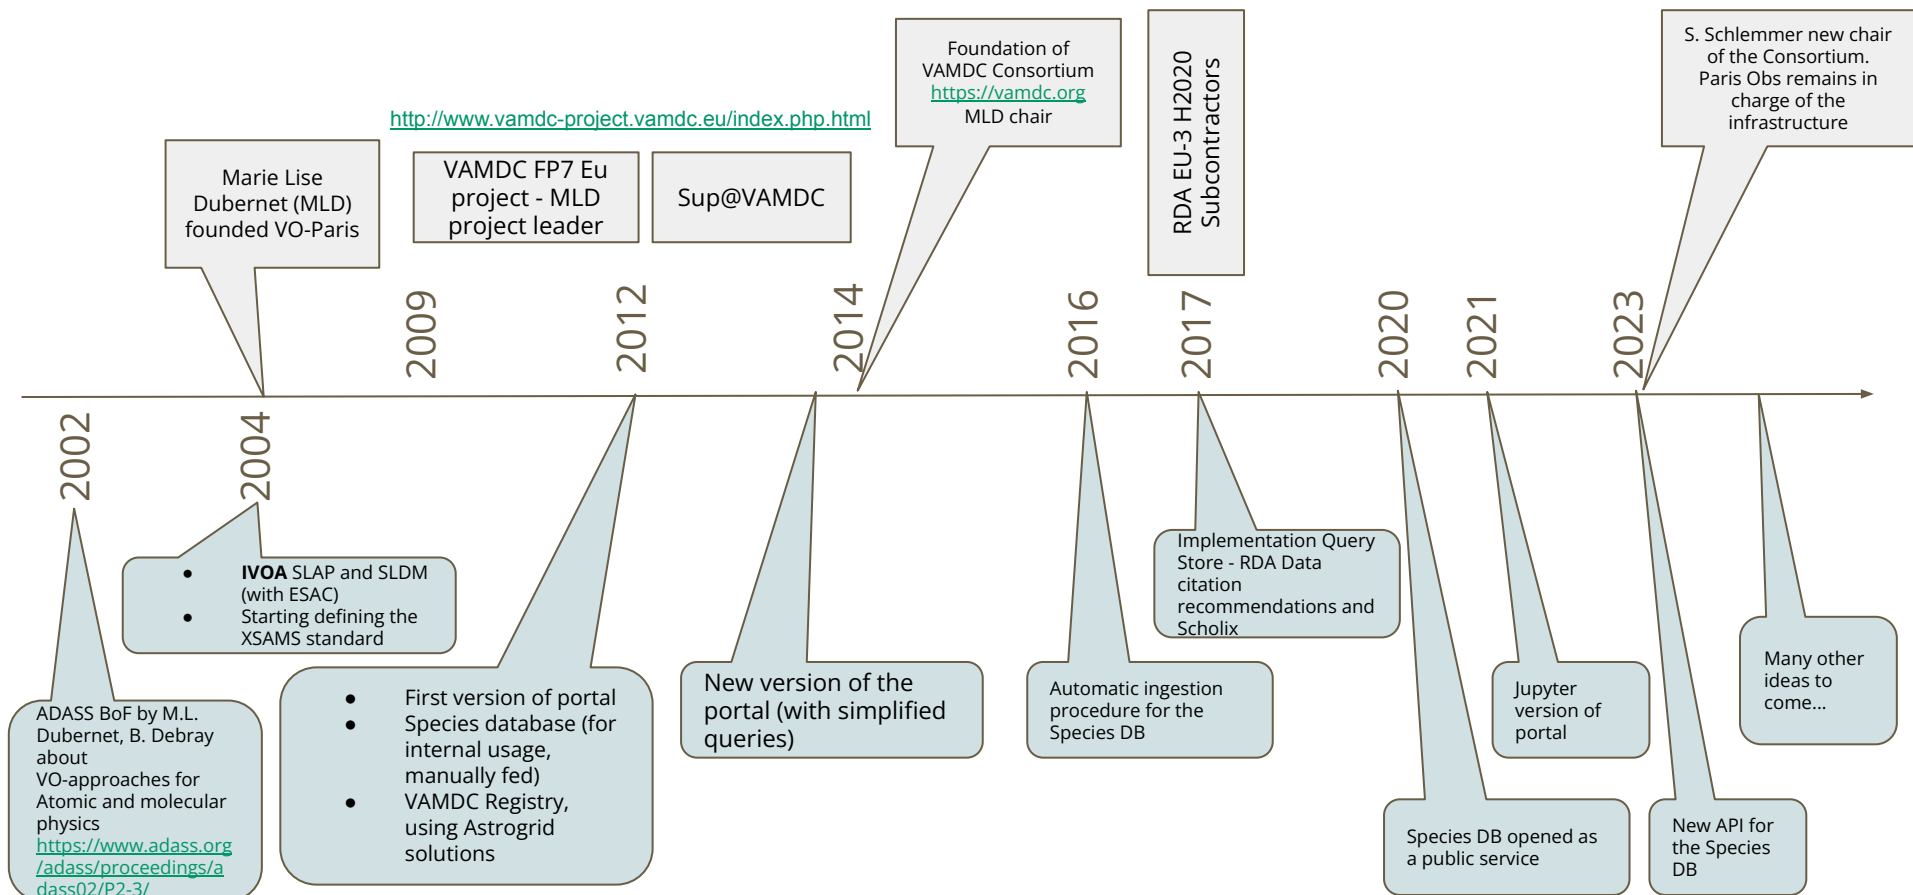 Marie Lise
Dubernet (MLD)
founded VO-Paris
http://www.vamdc-project.vamdc.eu/index.php.html
VAMDC FP7 Eu
project - MLD
project leader
Sup@VAMDC
Foundation of
VAMDC Consortium
https://vamdc.org
MLD chair
RDA EU-3 H2020
Subcontractors
S. Schlemmer new chair
of the Consortium.
Paris Obs remains in
charge of the
infrastructure
2002
2004
2009
2012
2014
2016
2017
2020
2021
2023
ADASS BoF by M.L.
Dubernet, B. Debray
about
VO-approaches for
Atomic and molecular
physics
https://www.adass.org
/adass/proceedings/a
dass02/P2-3/
● IVOA SLAP and SLDM
(with ESAC)
● Starting defining the
XSAMS standard
● First version of portal
● Species database (for
internal usage,
manually fed)
● VAMDC Registry,
using Astrogrid
solutions
New version of the
portal (with simplified
queries)
Automatic ingestion
procedure for the
Species DB
Implementation Query
Store - RDA Data
citation
recommendations and
Scholix
Species DB opened as
a public service
Jupyter
version of
portal
New API for
the Species
DB
Many other
ideas to
come...